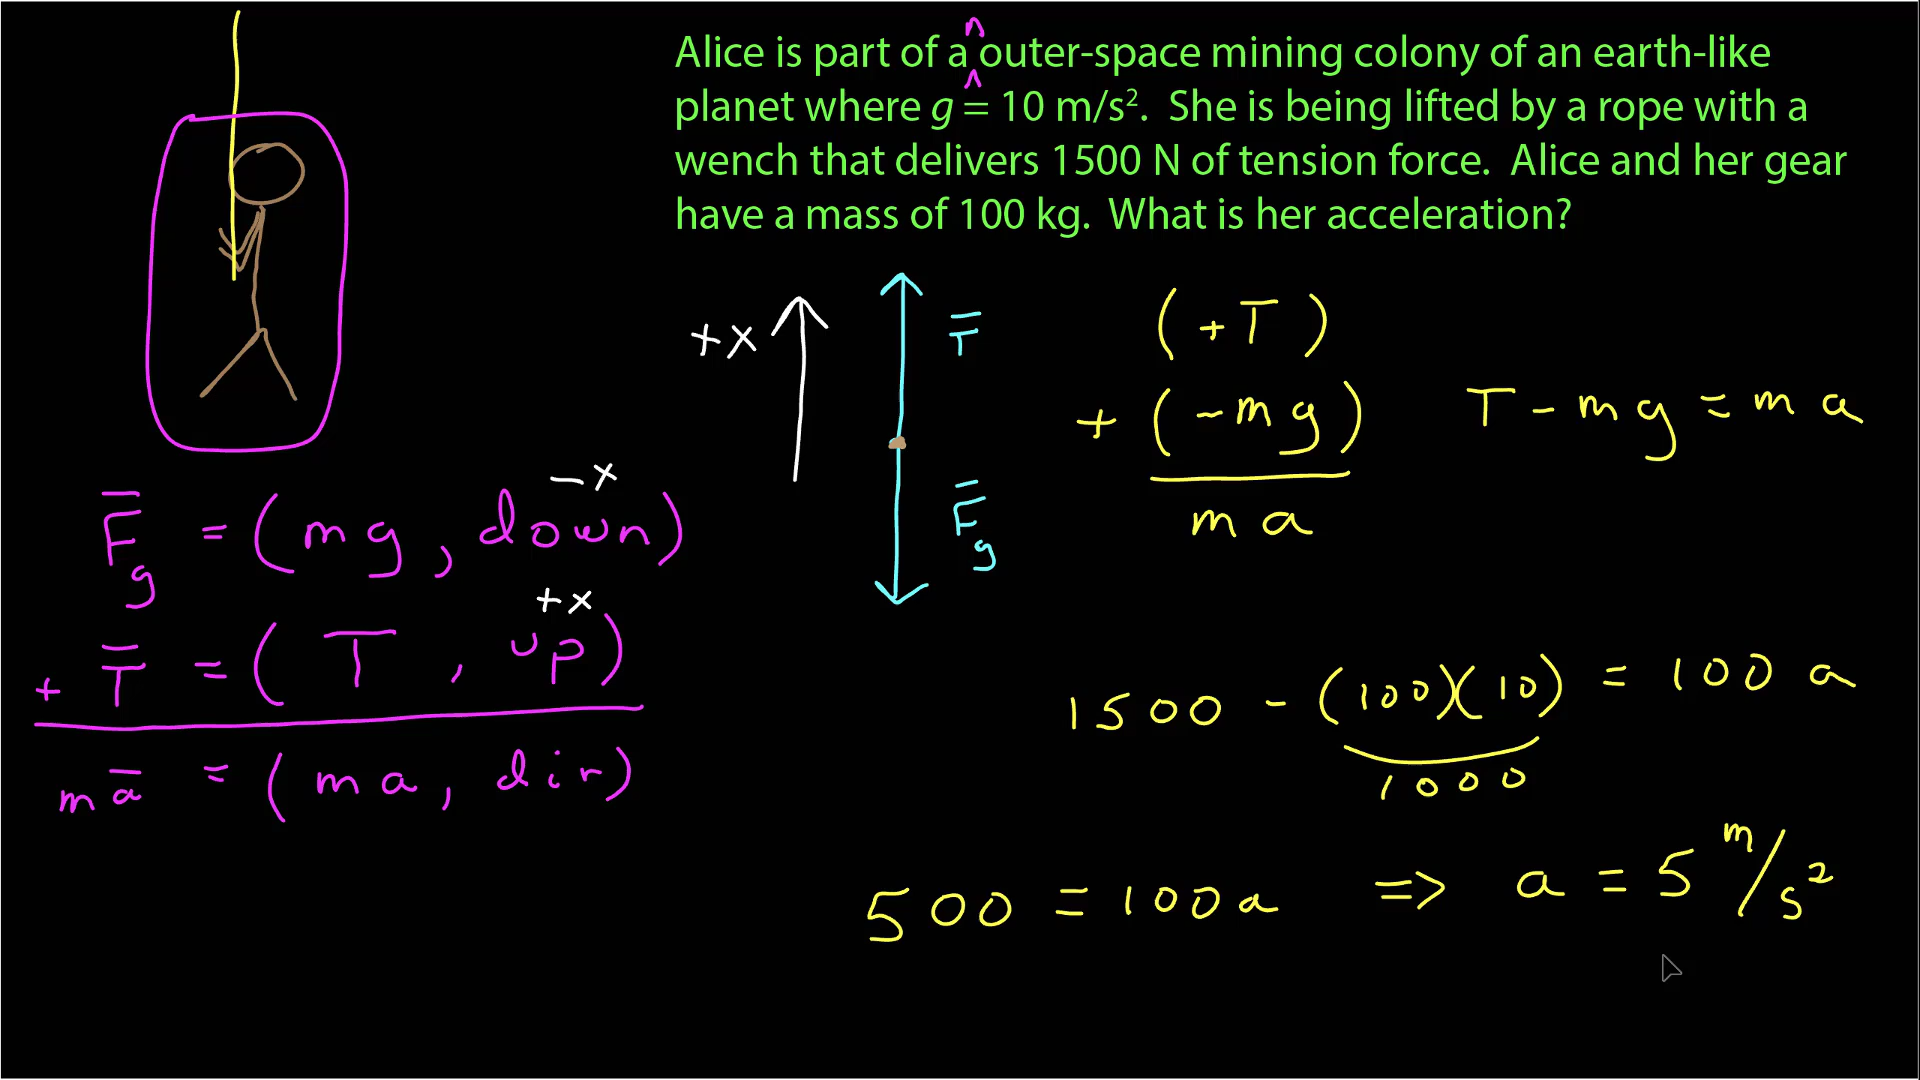 n
Alice is part of a outer-space mining colony of an earth-like
^
planet where g = 10 m/s². She is being lifted by a rope with a
wench that delivers 1500 N of tension force. Alice and her gear
have a mass of 100 kg. What is her acceleration?
+x
T̄
F̄g
-x
F̄g = (mg, down)
+x
+ T̄ = (T, up)
mā = (ma, dir)
(+T)
+ (-mg)
ma
T - mg = ma
1500 - (100)(10) = 100 a
1000
500 = 100a => a = 5 m/s²